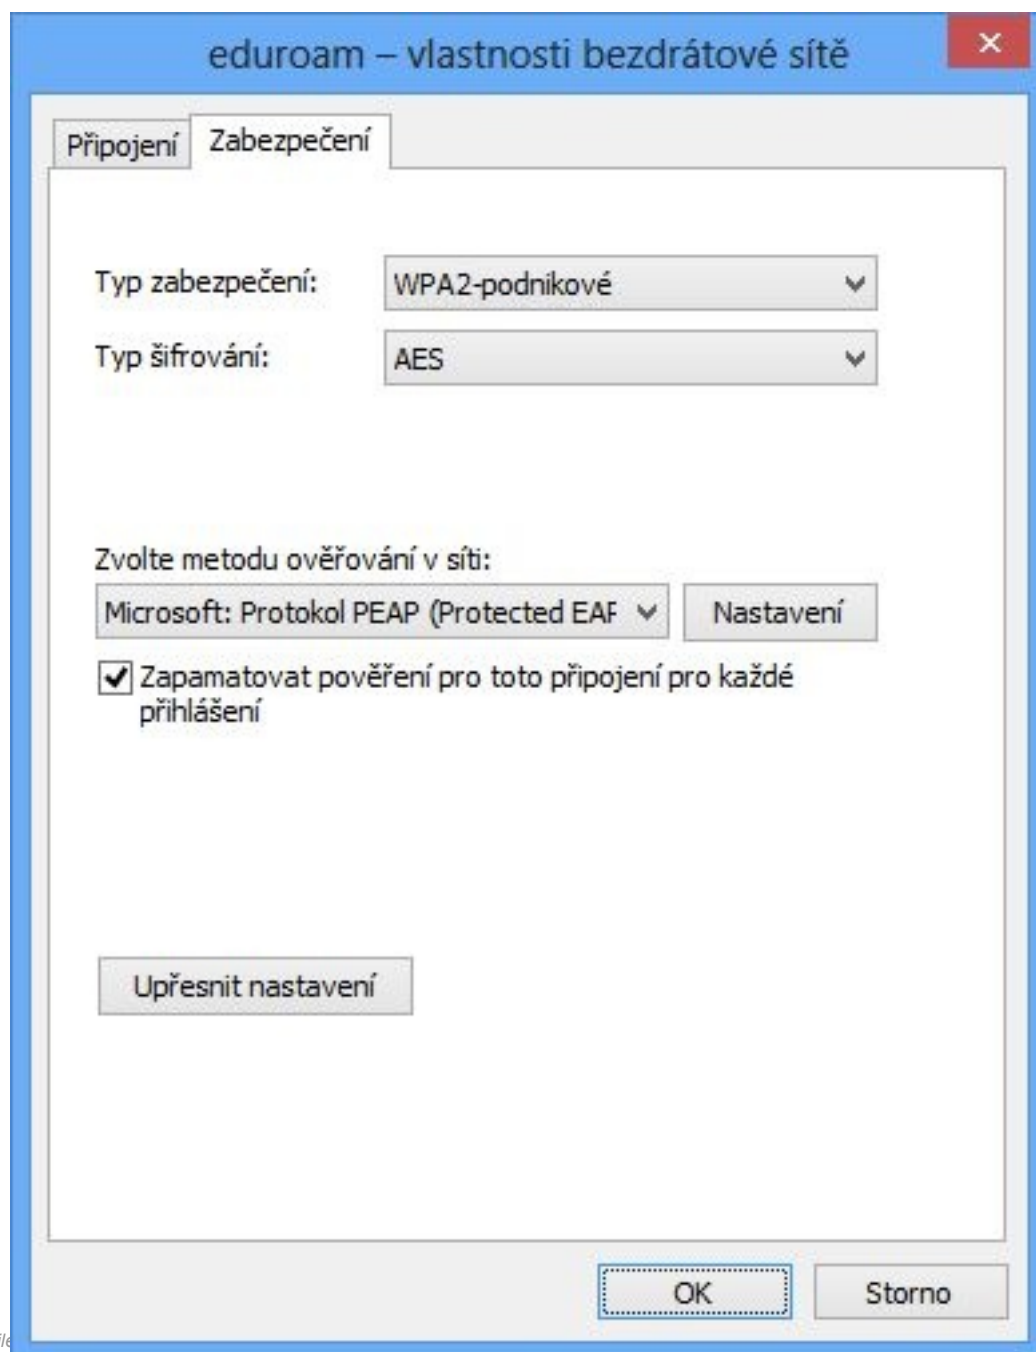 eduroam – vlastnosti bezdrátové sítě
Připojení
Zabezpečení
Typ zabezpečení:
WPA2-podnikové
Typ šifrování:
AES
Zvolte metodu ověřování v síti:
Microsoft: Protokol PEAP (Protected EAP
Nastavení
Zapamatovat pověření pro toto připojení pro každé
přihlášení
Upřesnit nastavení
OK
Storno